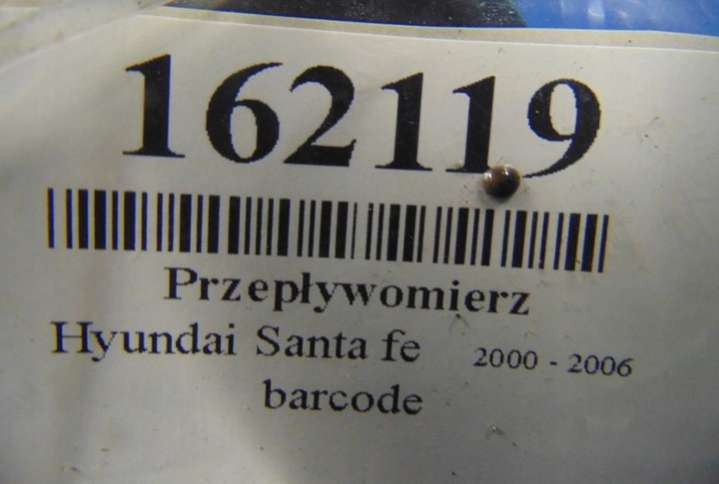 162119
Przepływomierz
Hyundai Santa fe 2000 - 2006
barcode